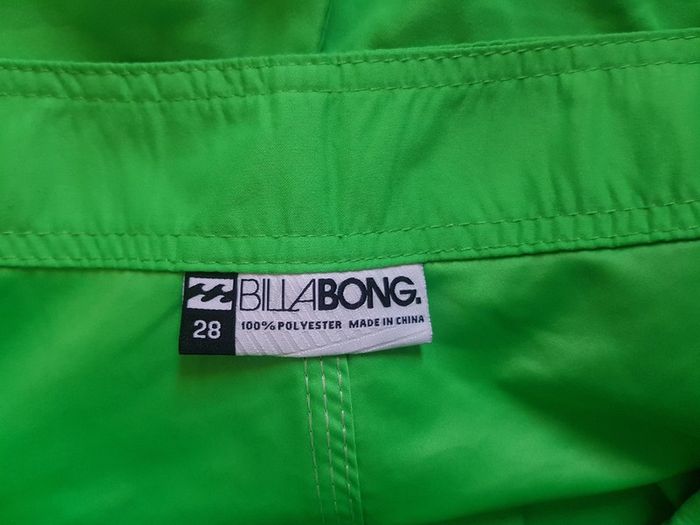 BILLABONG.
28
100% POLYESTER MADE IN CHINA